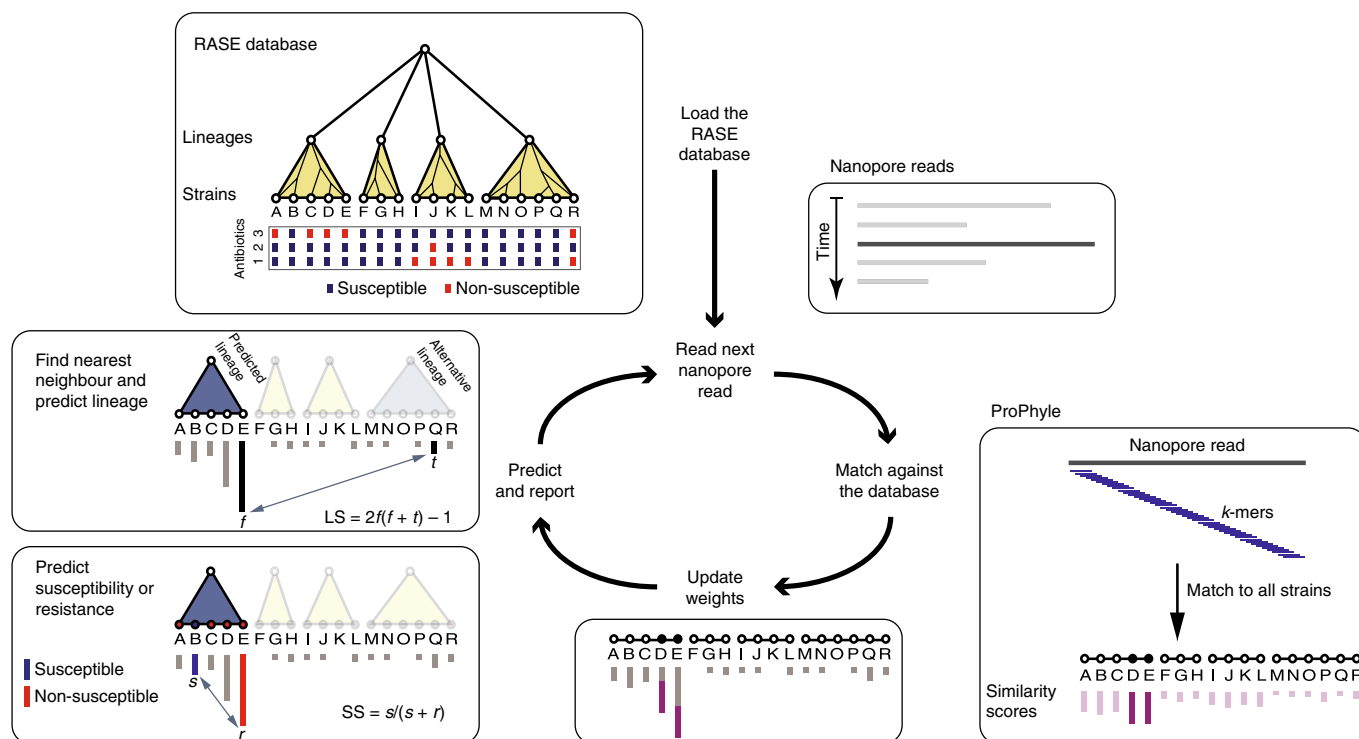 RASE database
Lineages
Strains
A B C D E F G H I J K L M N O P Q R
Antibiotics
3
2
1
Susceptible
Non-susceptible
Load the
RASE
database
Nanopore reads
Time
Find nearest
neighbour and
predict lineage
Predicted
lineage
Alternative
lineage
A B C D E F G H I J K L M N O P Q R
t
f
LS = 2f(f + t) − 1
Read next
nanopore
read
Predict
and report
Match against
the database
Update
weights
ProPhyle
Nanopore read
k-mers
Match to all strains
A B C D E F G H I J K L M N O P Q R
Similarity
scores
Predict
susceptibility or
resistance
A B C D E F G H I J K L M N O P Q R
Susceptible
Non-susceptible
s
r
SS = s/(s + r)
A B C D E F G H I J K L M N O P Q R